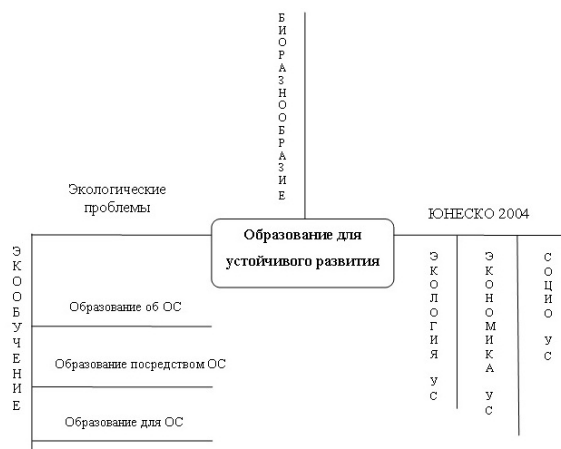 БИОРАЗНООБРАЗИЕ
Экологические
проблемы
ЮНЕСКО 2004
Образование для
устойчивого развития
ЭКООБУЧЕНИЕ
Образование об ОС
Образование посредством ОС
Образование для ОС
ЭКОЛОГИЯ УС
ЭКОНОМИКА УС
СОЦИО УС